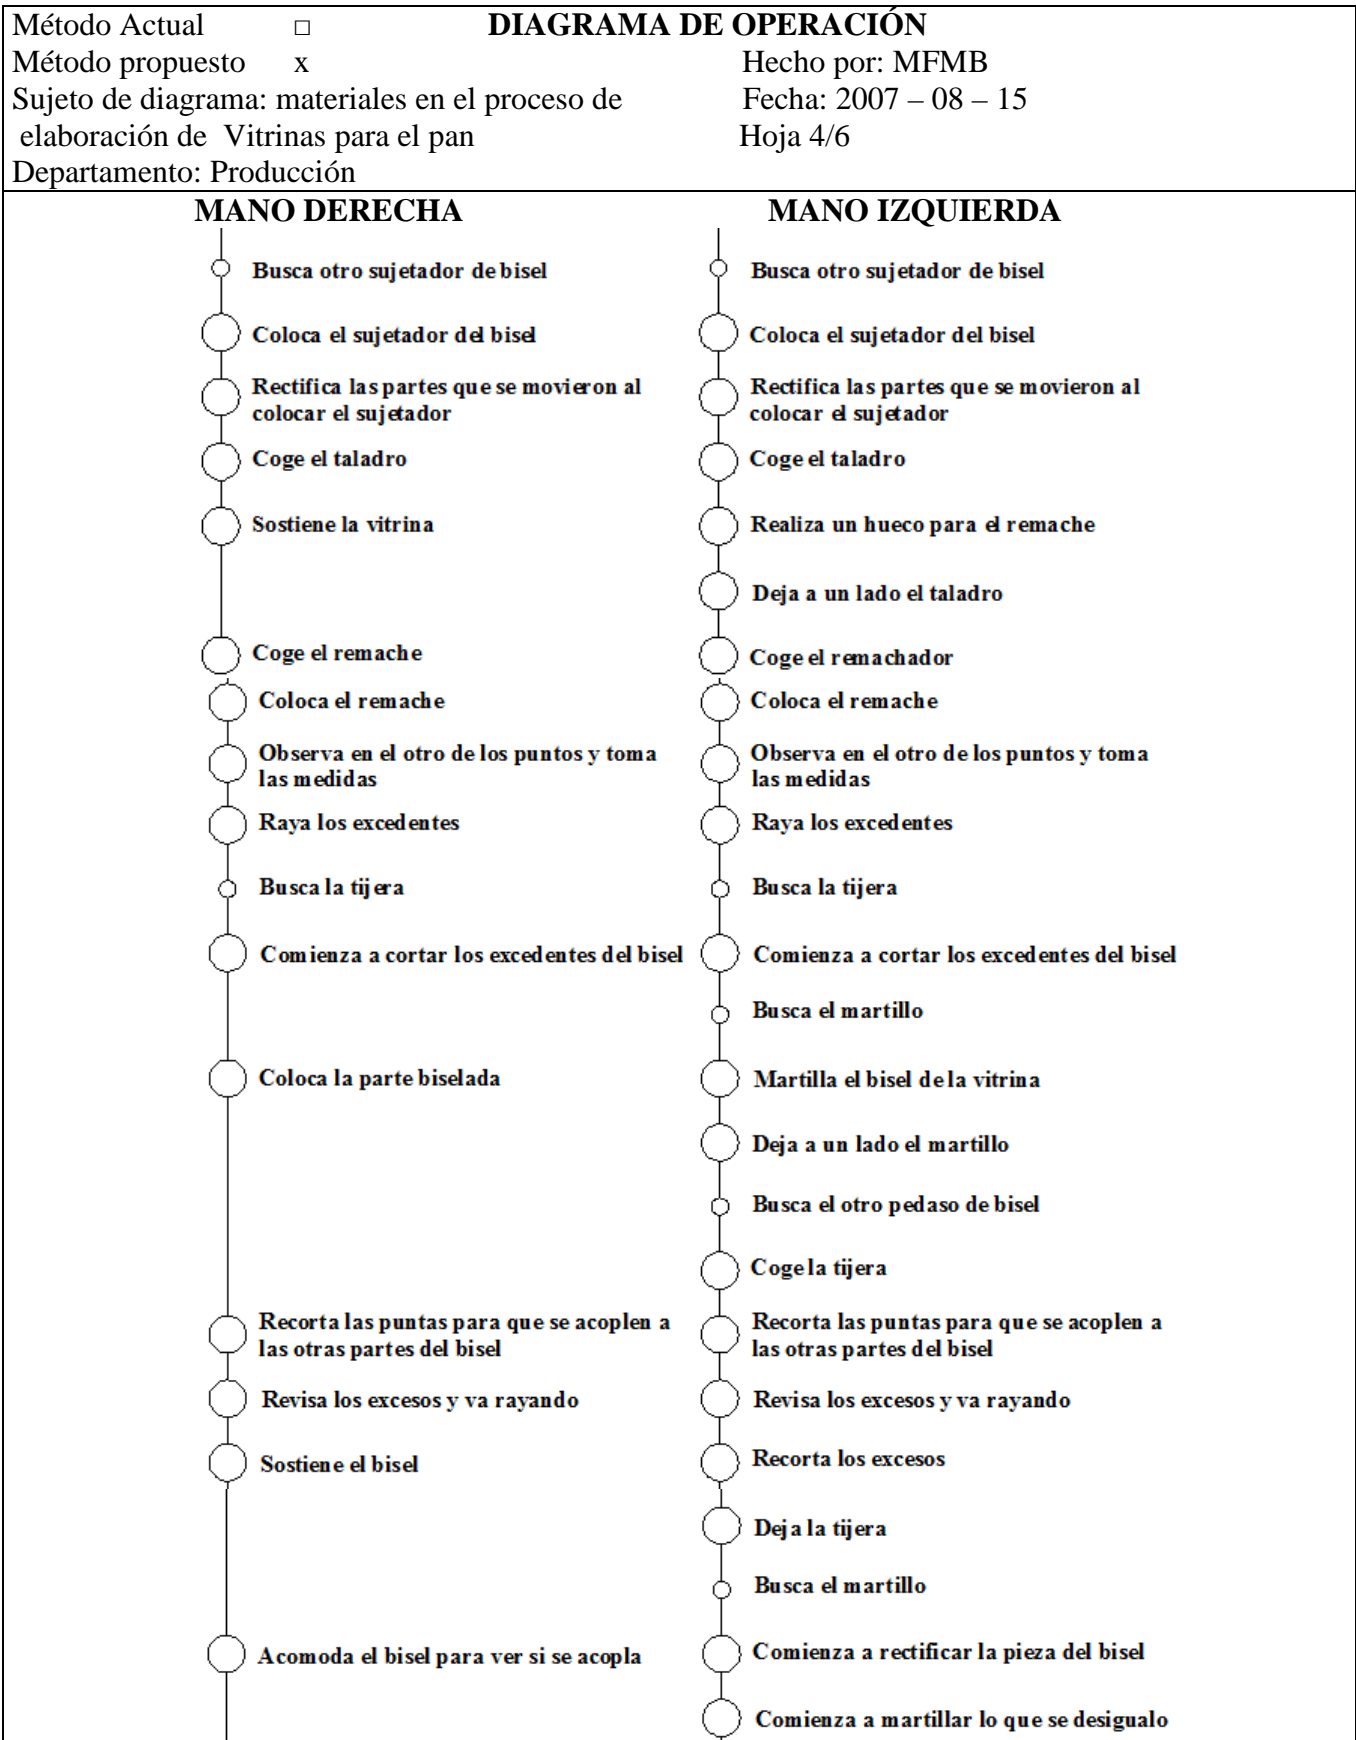 Método Actual □ DIAGRAMA DE OPERACIÓN
Método propuesto x Hecho por: MFMB
Sujeto de diagrama: materiales en el proceso de Fecha: 2007 – 08 – 15
elaboración de Vitrinas para el pan Hoja 4/6
Departamento: Producción
MANO DERECHA MANO IZQUIERDA
Busca otro sujetador de bisel Busca otro sujetador de bisel
Coloca el sujetador del bisel Coloca el sujetador del bisel
Rectifica las partes que se movieron al Rectifica las partes que se movieron al
colocar el sujetador colocar el sujetador
Coge el taladro Coge el taladro
Sostiene la vitrina Realiza un hueco para el remache
Deja a un lado el taladro
Coge el remache Coge el remachador
Coloca el remache Coloca el remache
Observa en el otro de los puntos y toma Observa en el otro de los puntos y toma
las medidas las medidas
Raya los excedentes Raya los excedentes
Busca la tijera Busca la tijera
Comienza a cortar los excedentes del bisel Comienza a cortar los excedentes del bisel
Busca el martillo
Coloca la parte biselada Martilla el bisel de la vitrina
Deja a un lado el martillo
Busca el otro pedaso de bisel
Coge la tijera
Recorta las puntas para que se acoplen a Recorta las puntas para que se acoplen a
las otras partes del bisel las otras partes del bisel
Revisa los excesos y va rayando Revisa los excesos y va rayando
Sostiene el bisel Recorta los excesos
Deja la tijera
Busca el martillo
Acomoda el bisel para ver si se acopla Comienza a rectificar la pieza del bisel
Comienza a martillar lo que se desigualo